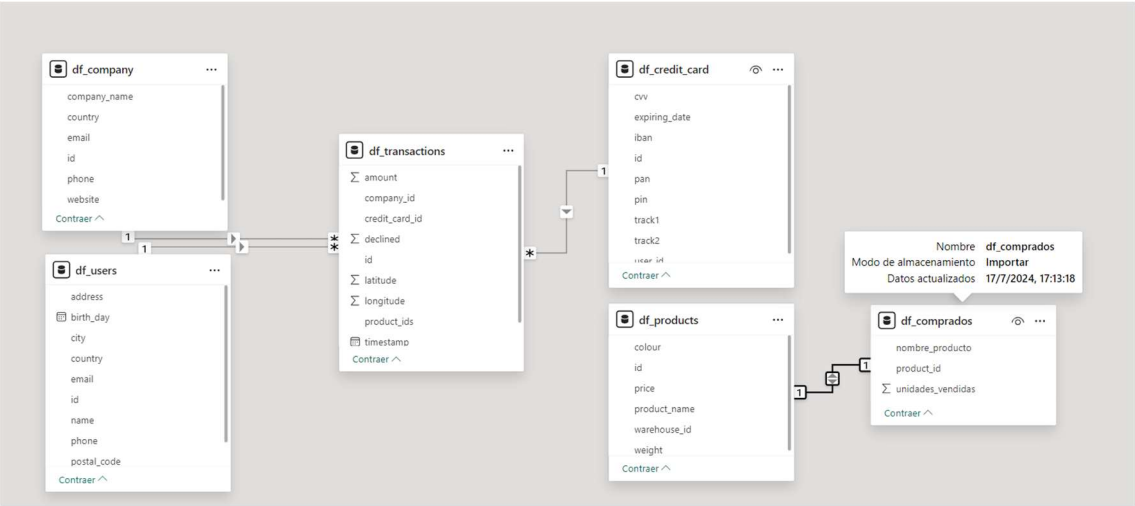 df_company
company_name
country
email
id
phone
website
Contraer
df_users
address
birth_day
city
country
email
id
name
phone
postal_code
Contraer
df_transactions
Σ amount
company_id
credit_card_id
Σ declined
id
Σ latitude
Σ longitude
product_ids
timestamp
Contraer
df_credit_card
cvv
expiring_date
iban
id
pan
pin
track1
track2
user_id
Contraer
df_products
colour
id
price
product_name
warehouse_id
weight
Contraer
Nombre df_comprados
Modo de almacenamiento Importar
Datos actualizados 17/7/2024, 17:13:18
df_comprados
nombre_producto
product_id
Σ unidades_vendidas
Contraer
1
1
*
*
1
*
1
1